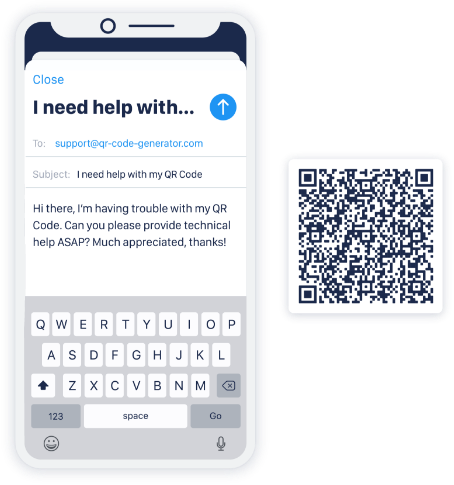 Close
I need help with...
To: support@qr-code-generator.com
Subject: I need help with my QR Code
Hi there, I'm having trouble with my QR
Code. Can you please provide technical
help ASAP? Much appreciated, thanks!
Q W E R T Y U I O P
A S D F G H J K L
Z X C V B N M
123 space Go